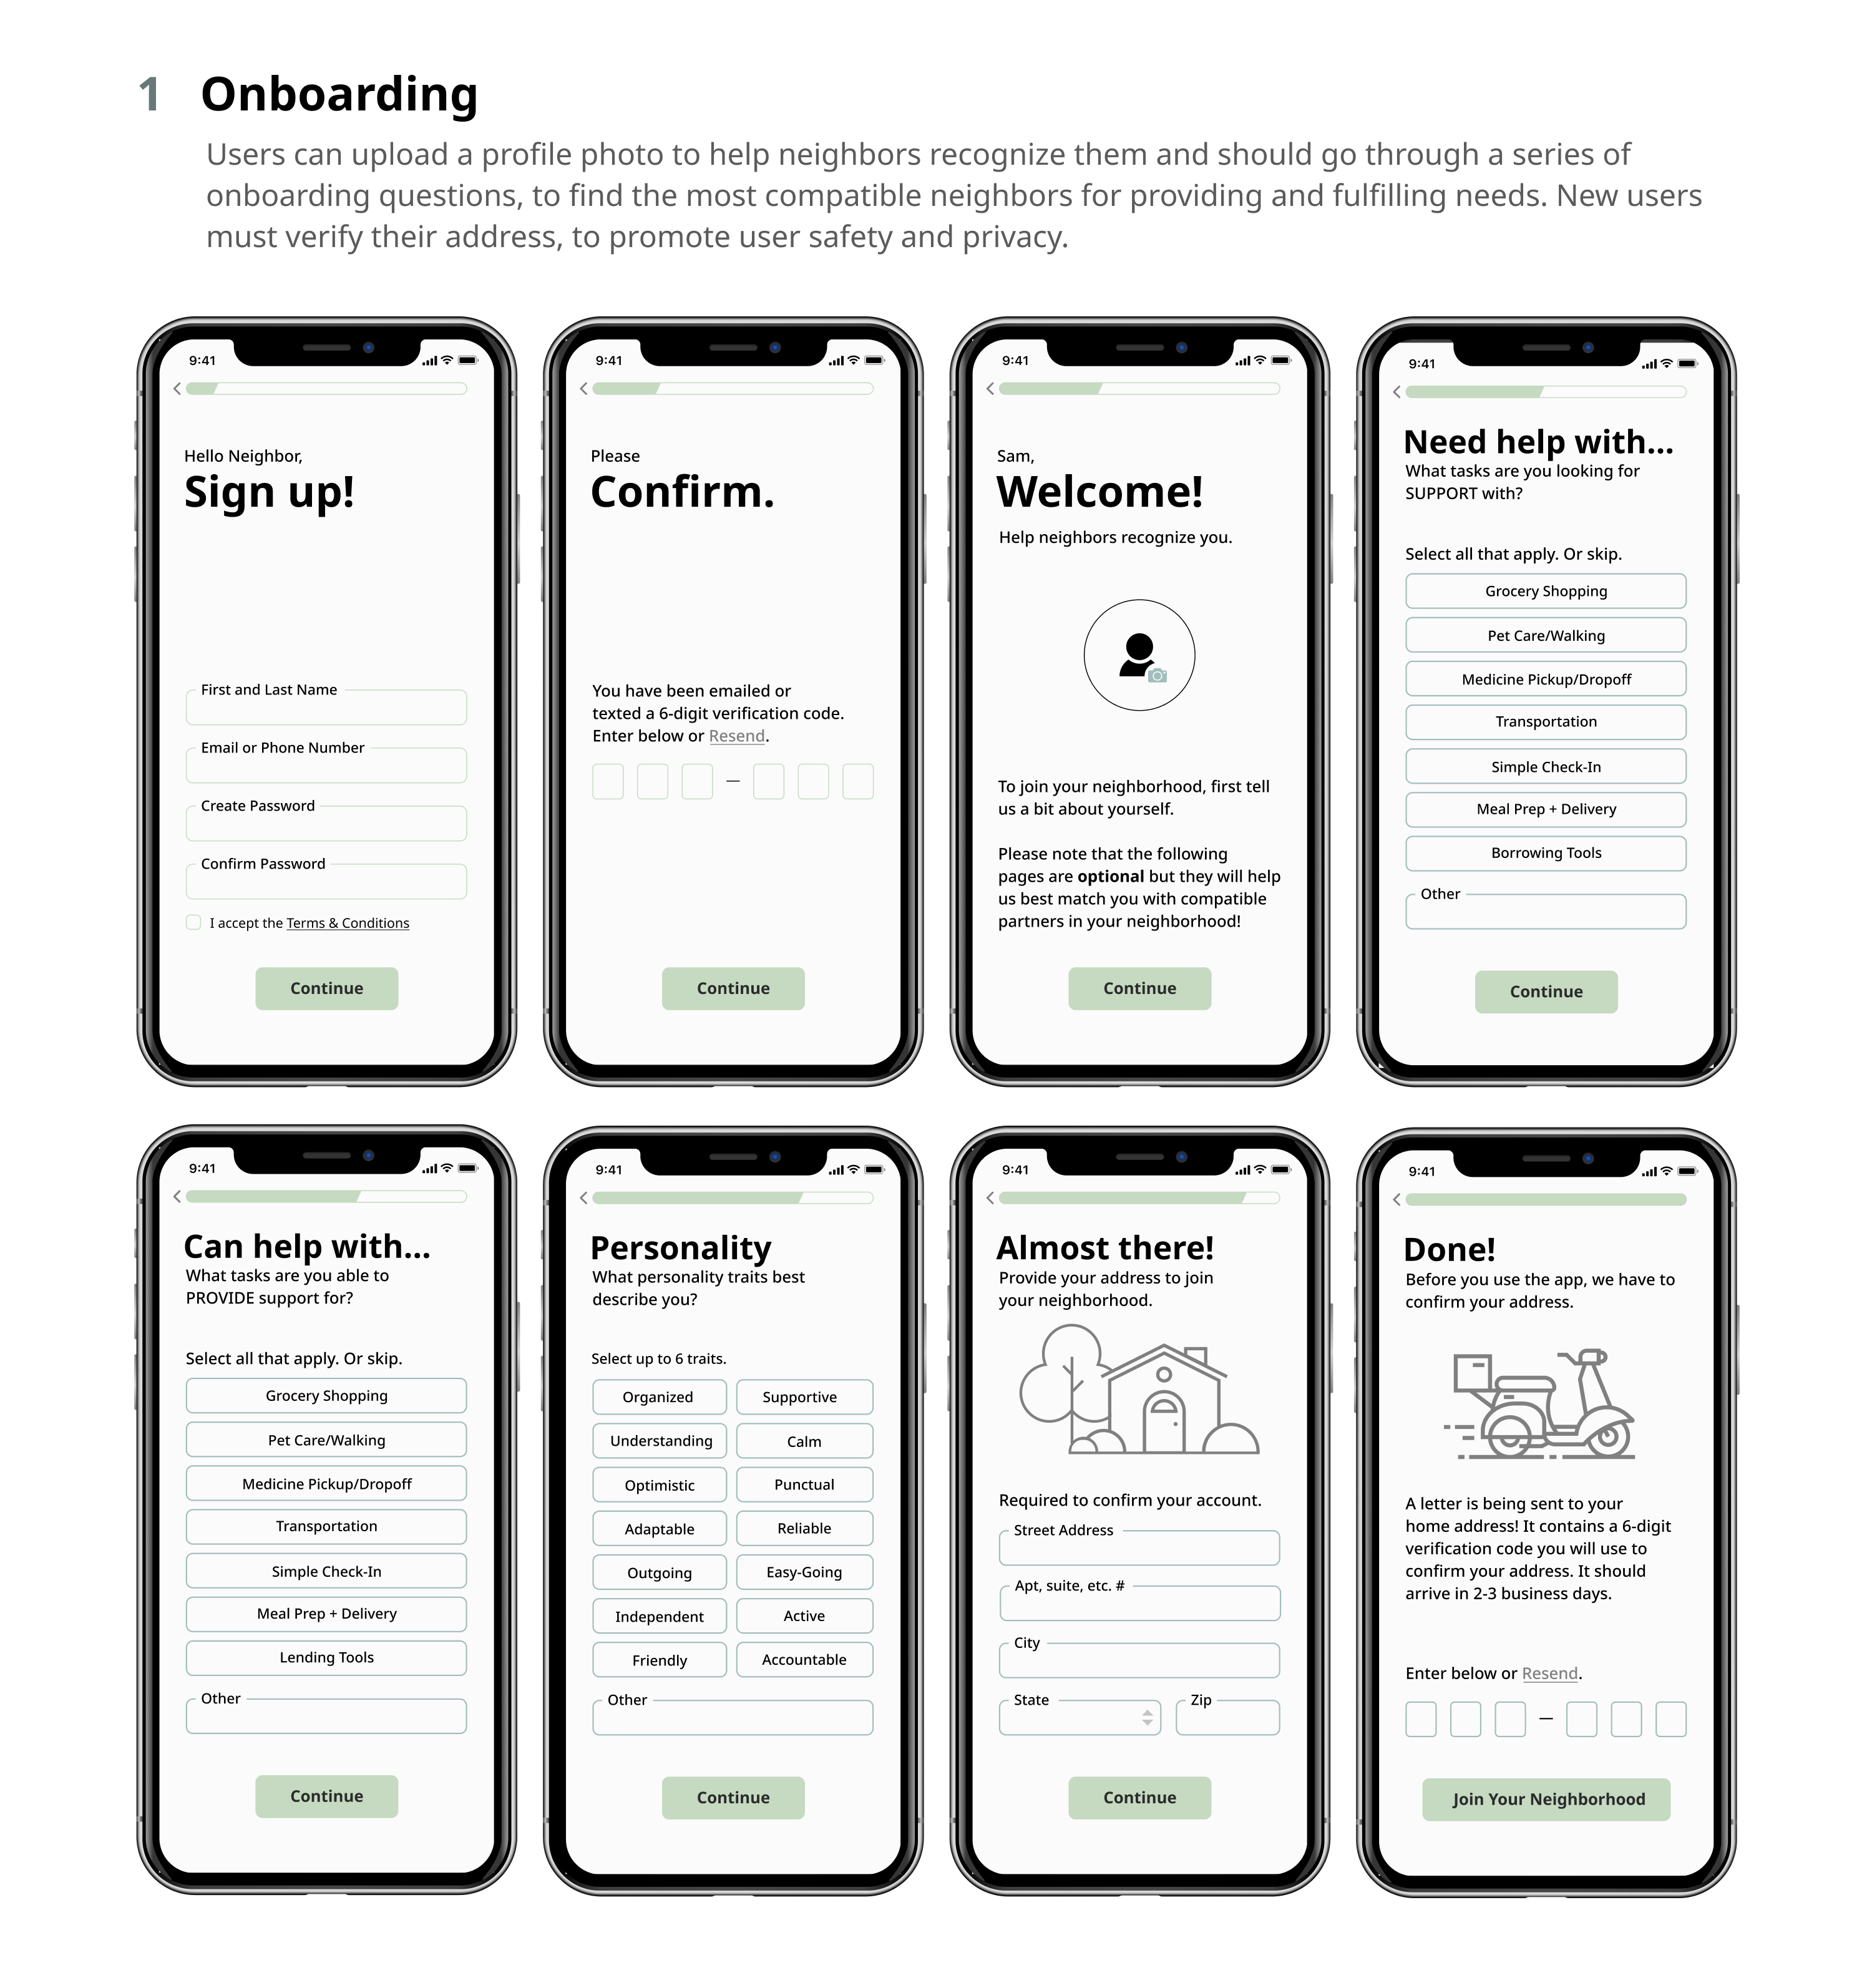 1 Onboarding
Users can upload a profile photo to help neighbors recognize them and should go through a series of
onboarding questions, to find the most compatible neighbors for providing and fulfilling needs. New users
must verify their address, to promote user safety and privacy.
9:41
Hello Neighbor,
Sign up!
First and Last Name
Email or Phone Number
Create Password
Confirm Password
I accept the Terms & Conditions
Continue
9:41
Please
Confirm.
You have been emailed or
texted a 6-digit verification code.
Enter below or Resend.
—
Continue
9:41
Sam,
Welcome!
Help neighbors recognize you.
To join your neighborhood, first tell
us a bit about yourself.
Please note that the following
pages are optional but they will help
us best match you with compatible
partners in your neighborhood!
Continue
9:41
Need help with...
What tasks are you looking for
SUPPORT with?
Select all that apply. Or skip.
Grocery Shopping
Pet Care/Walking
Medicine Pickup/Dropoff
Transportation
Simple Check-In
Meal Prep + Delivery
Borrowing Tools
Other
Continue
9:41
Can help with...
What tasks are you able to
PROVIDE support for?
Select all that apply. Or skip.
Grocery Shopping
Pet Care/Walking
Medicine Pickup/Dropoff
Transportation
Simple Check-In
Meal Prep + Delivery
Lending Tools
Other
Continue
9:41
Personality
What personality traits best
describe you?
Select up to 6 traits.
Organized Supportive
Understanding Calm
Optimistic Punctual
Adaptable Reliable
Outgoing Easy-Going
Independent Active
Friendly Accountable
Other
Continue
9:41
Almost there!
Provide your address to join
your neighborhood.
Required to confirm your account.
Street Address
Apt, suite, etc. #
City
State Zip
Continue
9:41
Done!
Before you use the app, we have to
confirm your address.
A letter is being sent to your
home address! It contains a 6-digit
verification code you will use to
confirm your address. It should
arrive in 2-3 business days.
Enter below or Resend.
—
Join Your Neighborhood